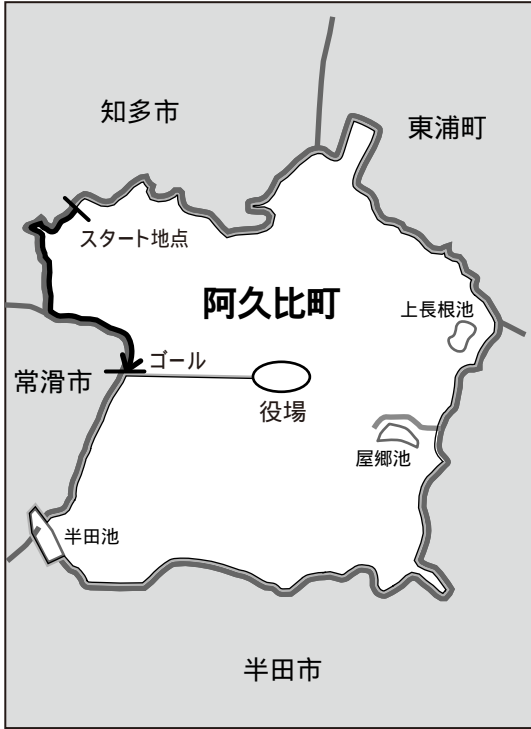 知多市
東浦町
スタート地点
阿久比町
上長根池
ゴール
常滑市
役場
屋郷池
半田池
半田市